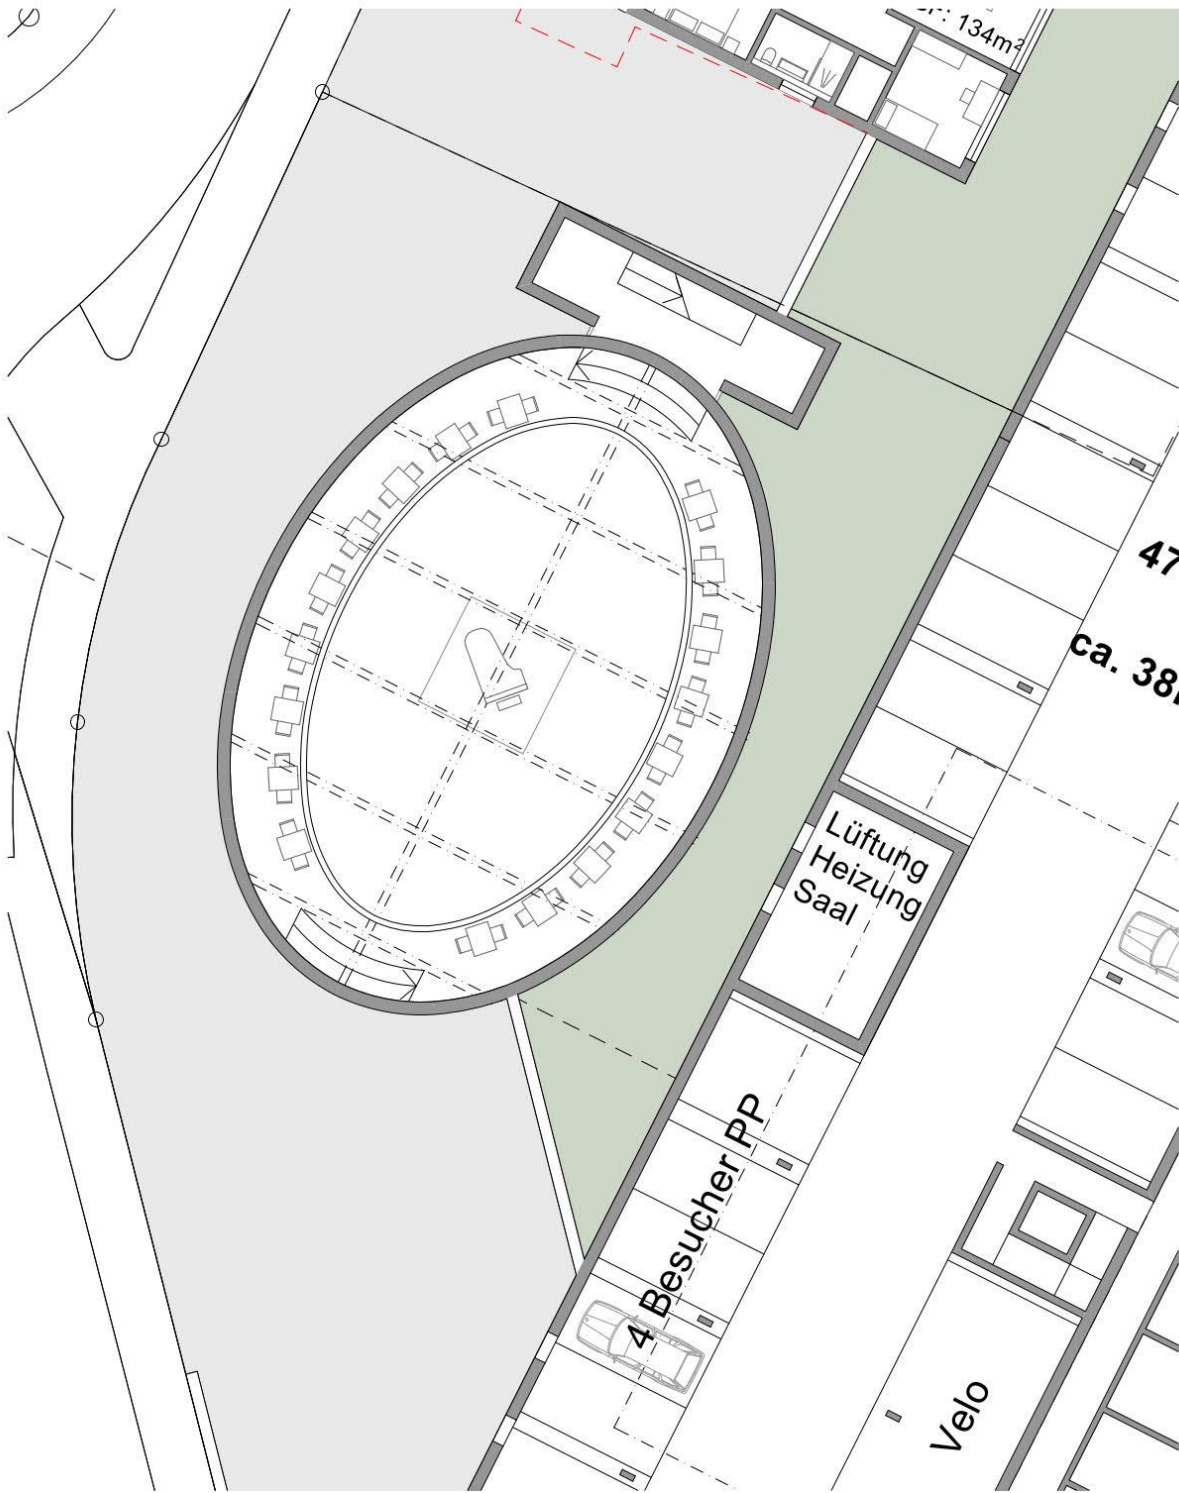 134m²
47
ca. 38
Lüftung
Heizung
Saal
4 Besucher PP
Velo